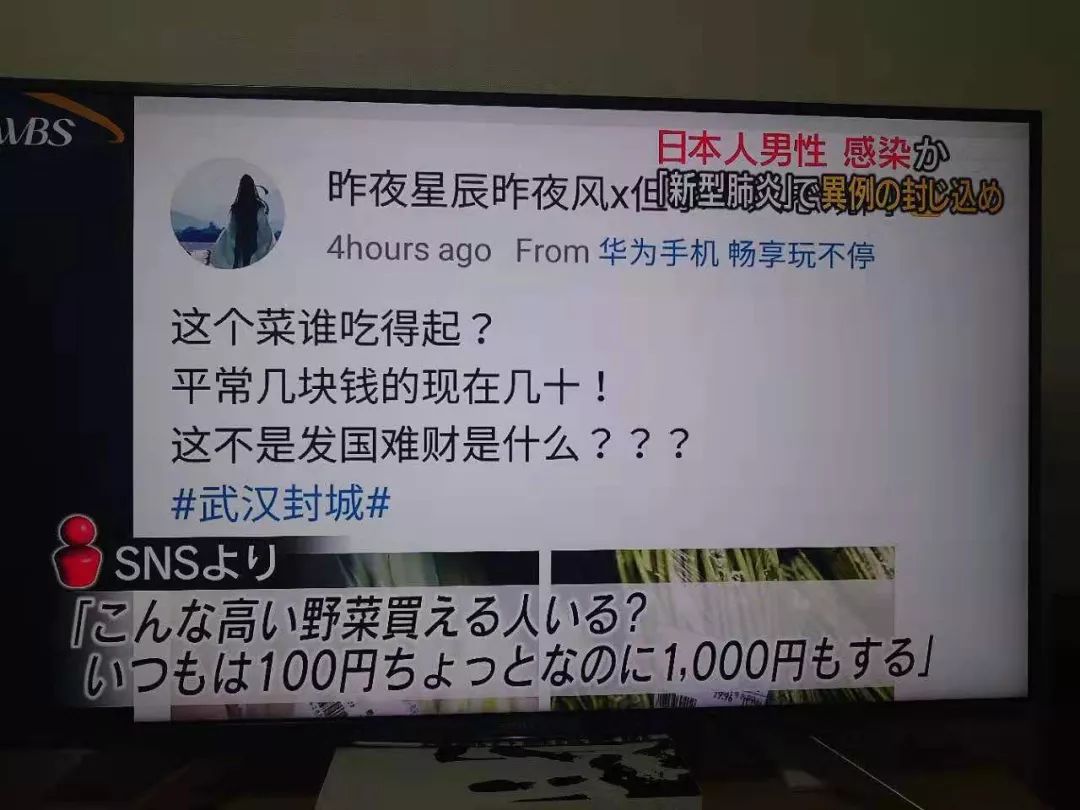 WBS
日本人男性 感染か
「新型肺炎」で異例の封じ込め
昨夜星辰昨夜风x但
4hours ago From 华为手机 畅享玩不停
这个菜谁吃得起？
平常几块钱的现在几十！
这不是发国难财是什么？？？
#武汉封城#
SNSより
「こんな高い野菜買える人いる?
いつもは100円ちょっとなのに1,000円もする」